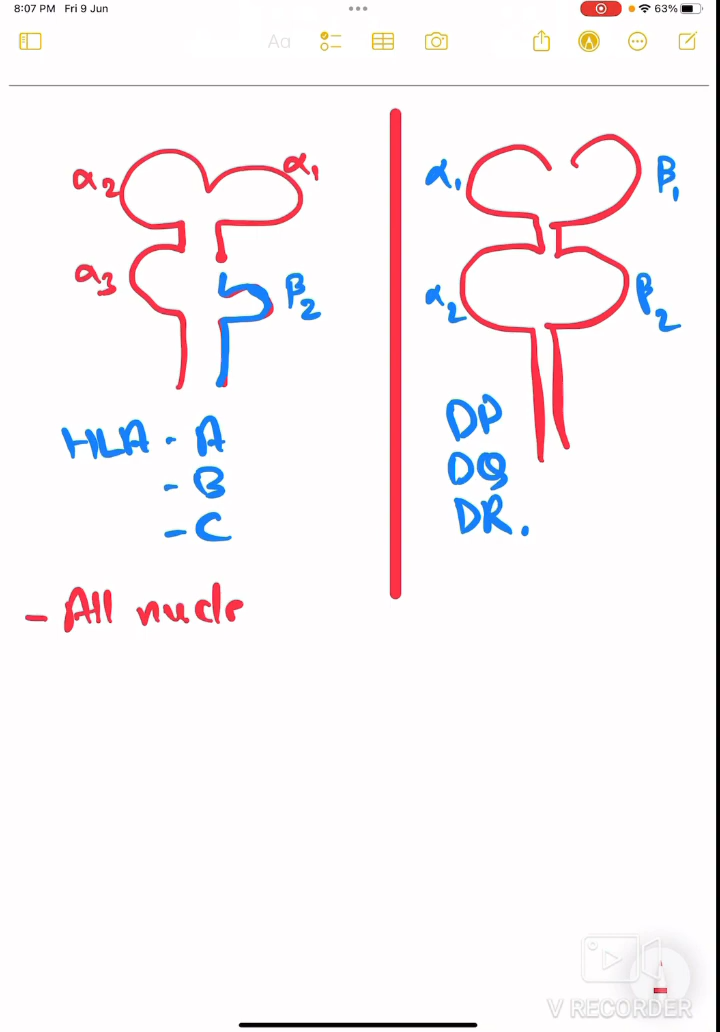 8:07 PM Fri 9 Jun
63%
Aa
α2
α1
α3
β2
HLA - A
- B
- C
- All nucle
α1
β1
α2
β2
DP
DQ
DR.
V RECORDER